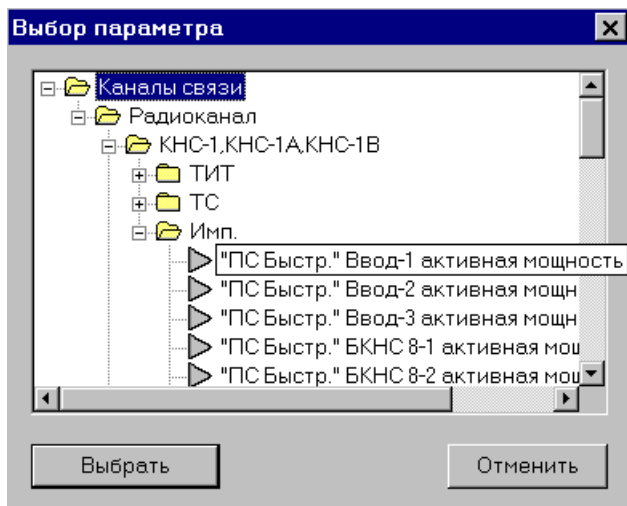 Выбор параметра
Каналы связи
Радиоканал
КНС-1,КНС-1А,КНС-1В
ТИТ
ТС
Имп.
"ПС Быстр." Ввод-1 активная мощность
"ПС Быстр." Ввод-2 активная мощн
"ПС Быстр." Ввод-3 активная мощн
"ПС Быстр." БКНС 8-1 активная мощ
"ПС Быстр." БКНС 8-2 активная мощ
Выбрать
Отменить